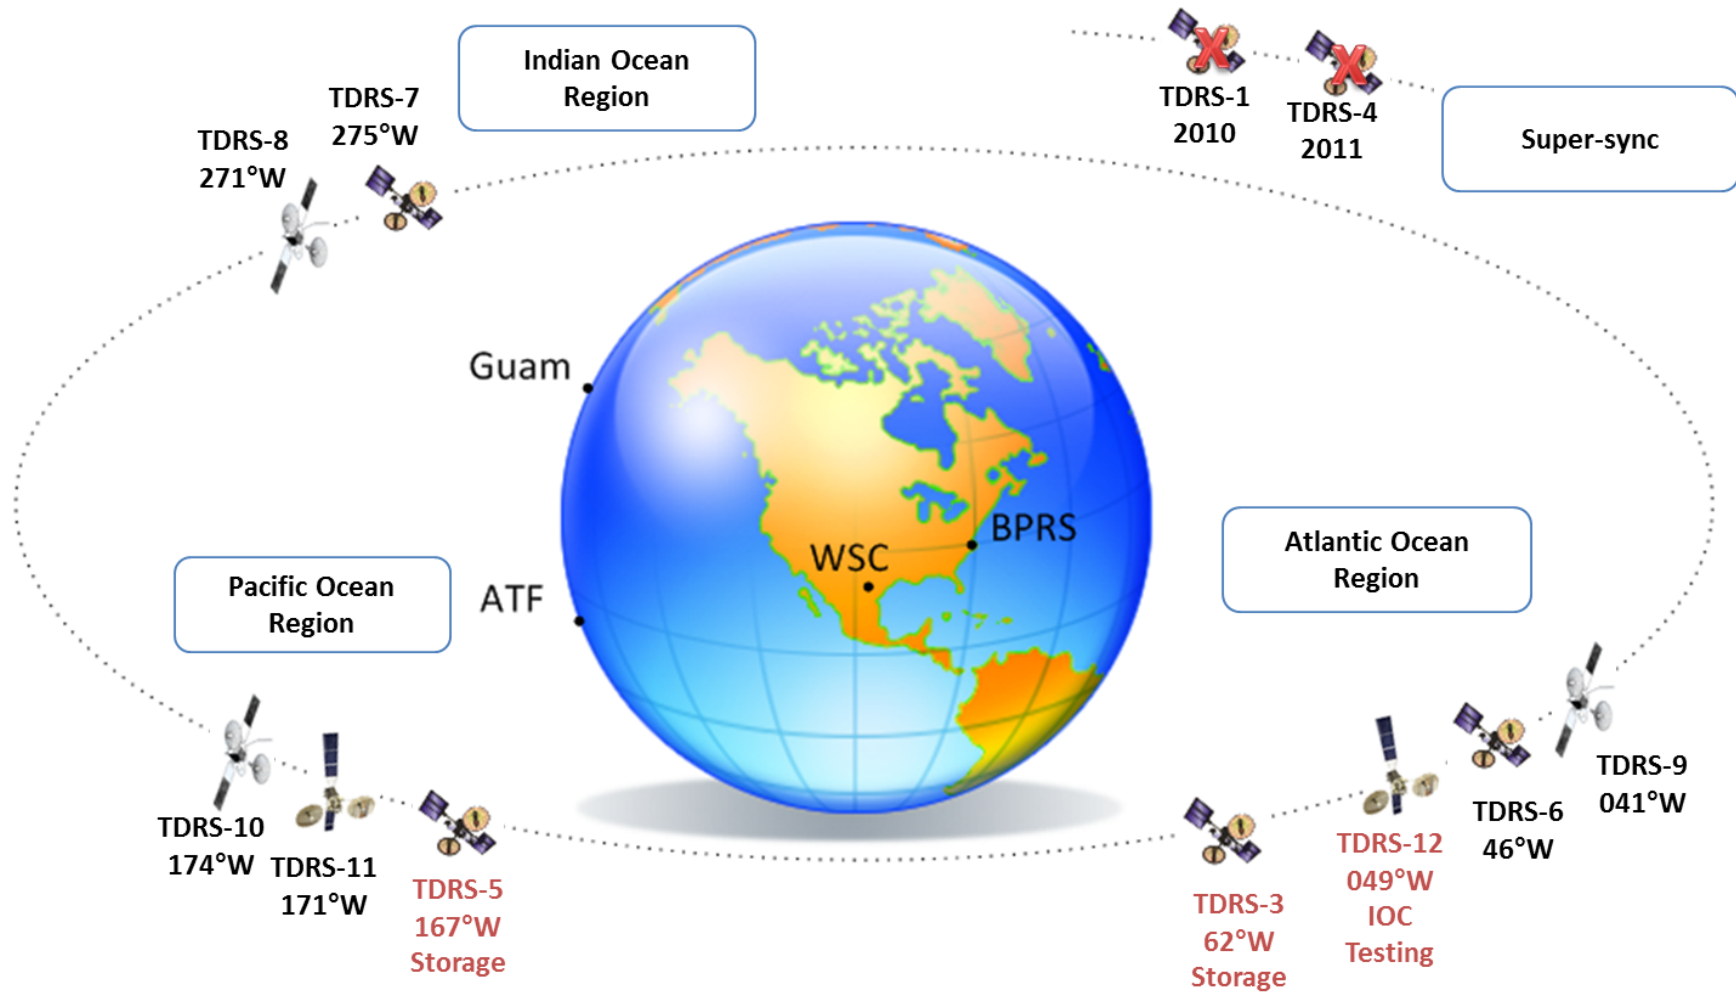 Indian Ocean
Region
TDRS-7
275°W
TDRS-8
271°W
X
X
TDRS-1
2010
TDRS-4
2011
Super-sync
Guam
ATF
WSC
BPRS
Pacific Ocean
Region
Atlantic Ocean
Region
TDRS-10
174°W
TDRS-11
171°W
TDRS-5
167°W
Storage
TDRS-3
62°W
Storage
TDRS-12
049°W
IOC
Testing
TDRS-6
46°W
TDRS-9
041°W